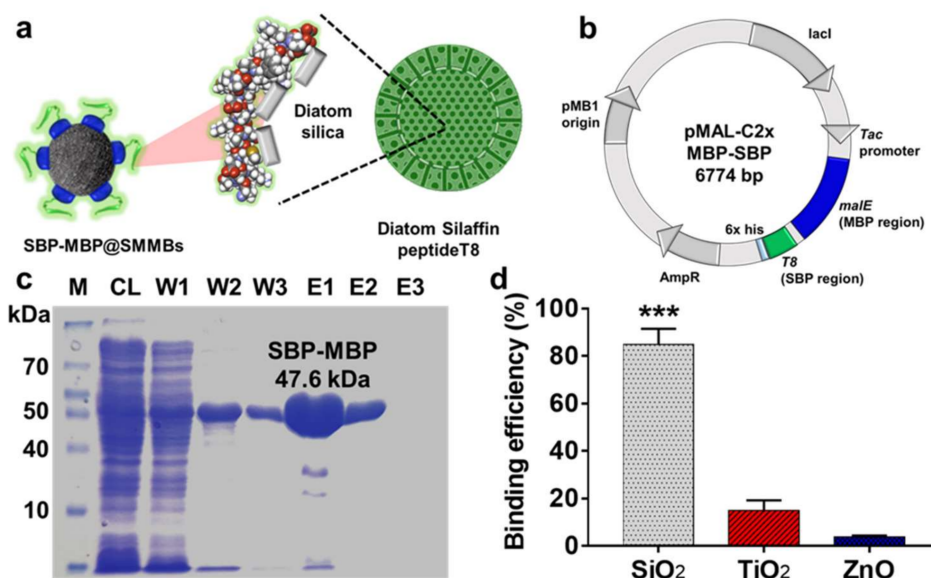 a
Diatom
silica
SBP-MBP@SMMBs
Diatom Silaffin
peptideT8
b
lacI
pMB1
origin
pMAL-C2x
MBP-SBP
6774 bp
Tac
promoter
malE
(MBP region)
6x his
T8
(SBP region)
AmpR
c
M CL W1 W2 W3 E1 E2 E3
kDa
70
50
40
10
SBP-MBP
47.6 kDa
d
Binding efficiency (%)
100
80
60
40
20
0
***
SiO2 TiO2 ZnO